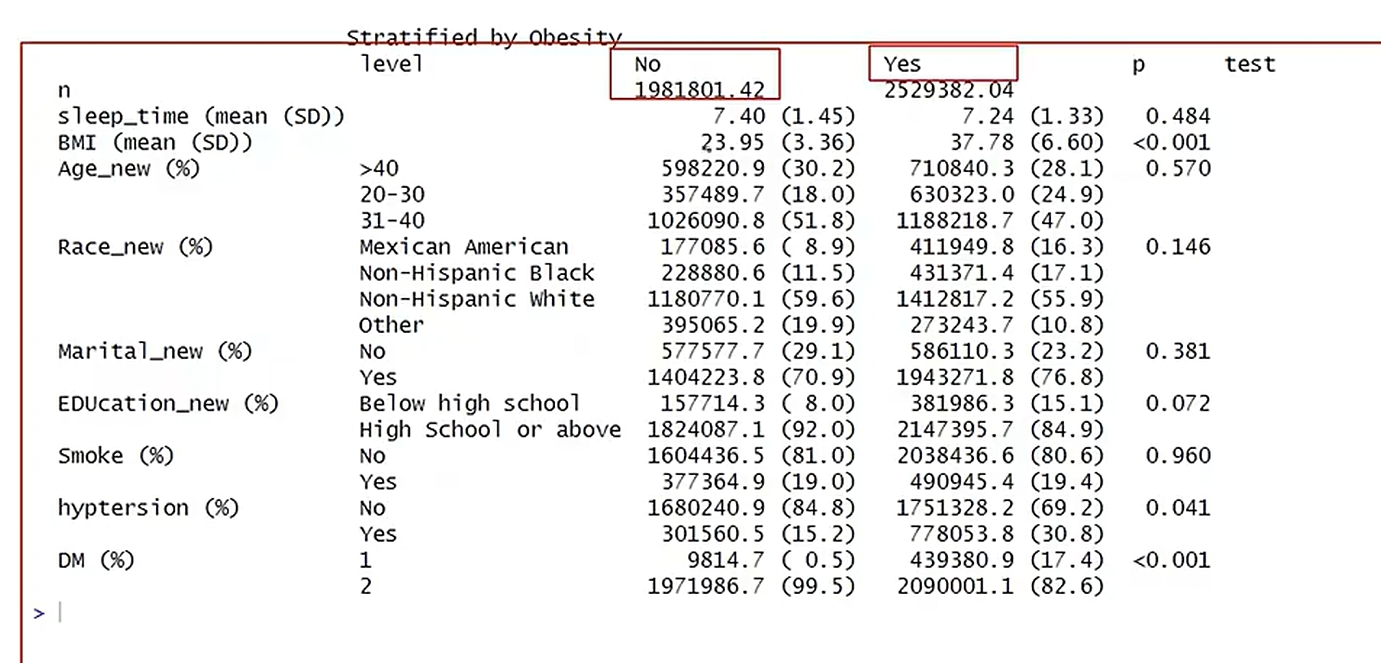 Stratified by Obesity
level No Yes p test
n 1981801.42 2529382.04
sleep_time (mean (SD)) 7.40 (1.45) 7.24 (1.33) 0.484
BMI (mean (SD)) 23.95 (3.36) 37.78 (6.60) <0.001
Age_new (%) >40 598220.9 (30.2) 710840.3 (28.1) 0.570
20-30 357489.7 (18.0) 630323.0 (24.9)
31-40 1026090.8 (51.8) 1188218.7 (47.0)
Race_new (%) Mexican American 177085.6 ( 8.9) 411949.8 (16.3) 0.146
Non-Hispanic Black 228880.6 (11.5) 431371.4 (17.1)
Non-Hispanic White 1180770.1 (59.6) 1412817.2 (55.9)
Other 395065.2 (19.9) 273243.7 (10.8)
Marital_new (%) No 577577.7 (29.1) 586110.3 (23.2) 0.381
Yes 1404223.8 (70.9) 1943271.8 (76.8)
EDUcation_new (%) Below high school 157714.3 ( 8.0) 381986.3 (15.1) 0.072
High School or above 1824087.1 (92.0) 2147395.7 (84.9)
Smoke (%) No 1604436.5 (81.0) 2038436.6 (80.6) 0.960
Yes 377364.9 (19.0) 490945.4 (19.4)
hyptersion (%) No 1680240.9 (84.8) 1751328.2 (69.2) 0.041
Yes 301560.5 (15.2) 778053.8 (30.8)
DM (%) 1 9814.7 ( 0.5) 439380.9 (17.4) <0.001
2 1971986.7 (99.5) 2090001.1 (82.6)
>